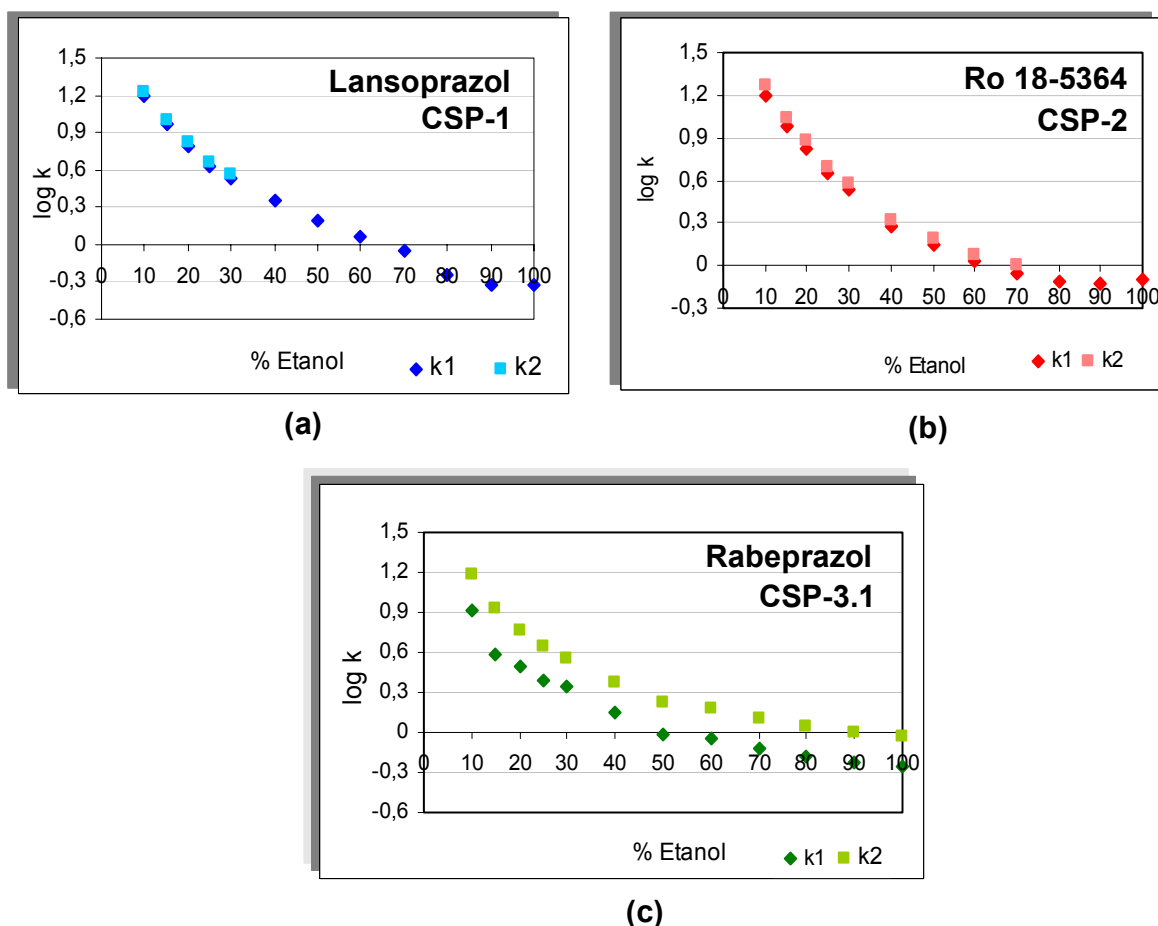 Lansoprazol
CSP-1
1,5
1,2
0,9
0,6
0,3
0
-0,3
-0,6
log k
0 10 20 30 40 50 60 70 80 90 100
% Etanol
k1 k2
(a)
Ro 18-5364
CSP-2
1,5
1,2
0,9
0,6
0,3
0
-0,3
log k
0 10 20 30 40 50 60 70 80 90 100
% Etanol
k1 k2
(b)
Rabeprazol
CSP-3.1
1,5
1,2
0,9
0,6
0,3
0
-0,3
-0,6
log k
0 10 20 30 40 50 60 70 80 90 100
% Etanol
k1 k2
(c)